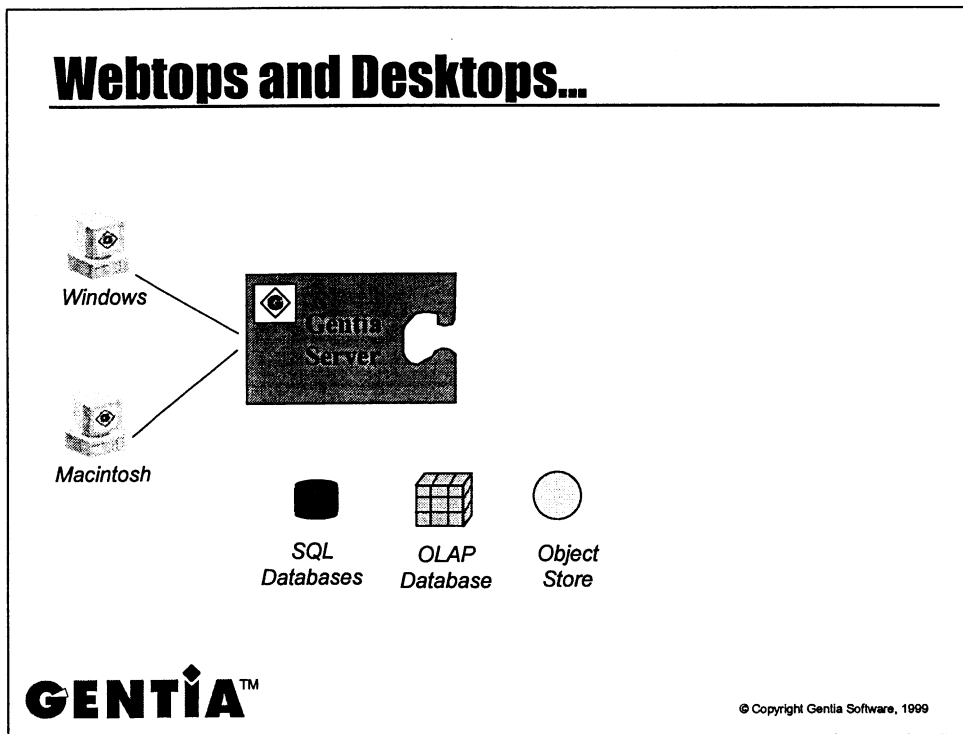 Webtops and Desktops...
Windows
Gentia
Server
Macintosh
SQL
Databases
OLAP
Database
Object
Store
GENTIA™
© Copyright Gentia Software, 1999